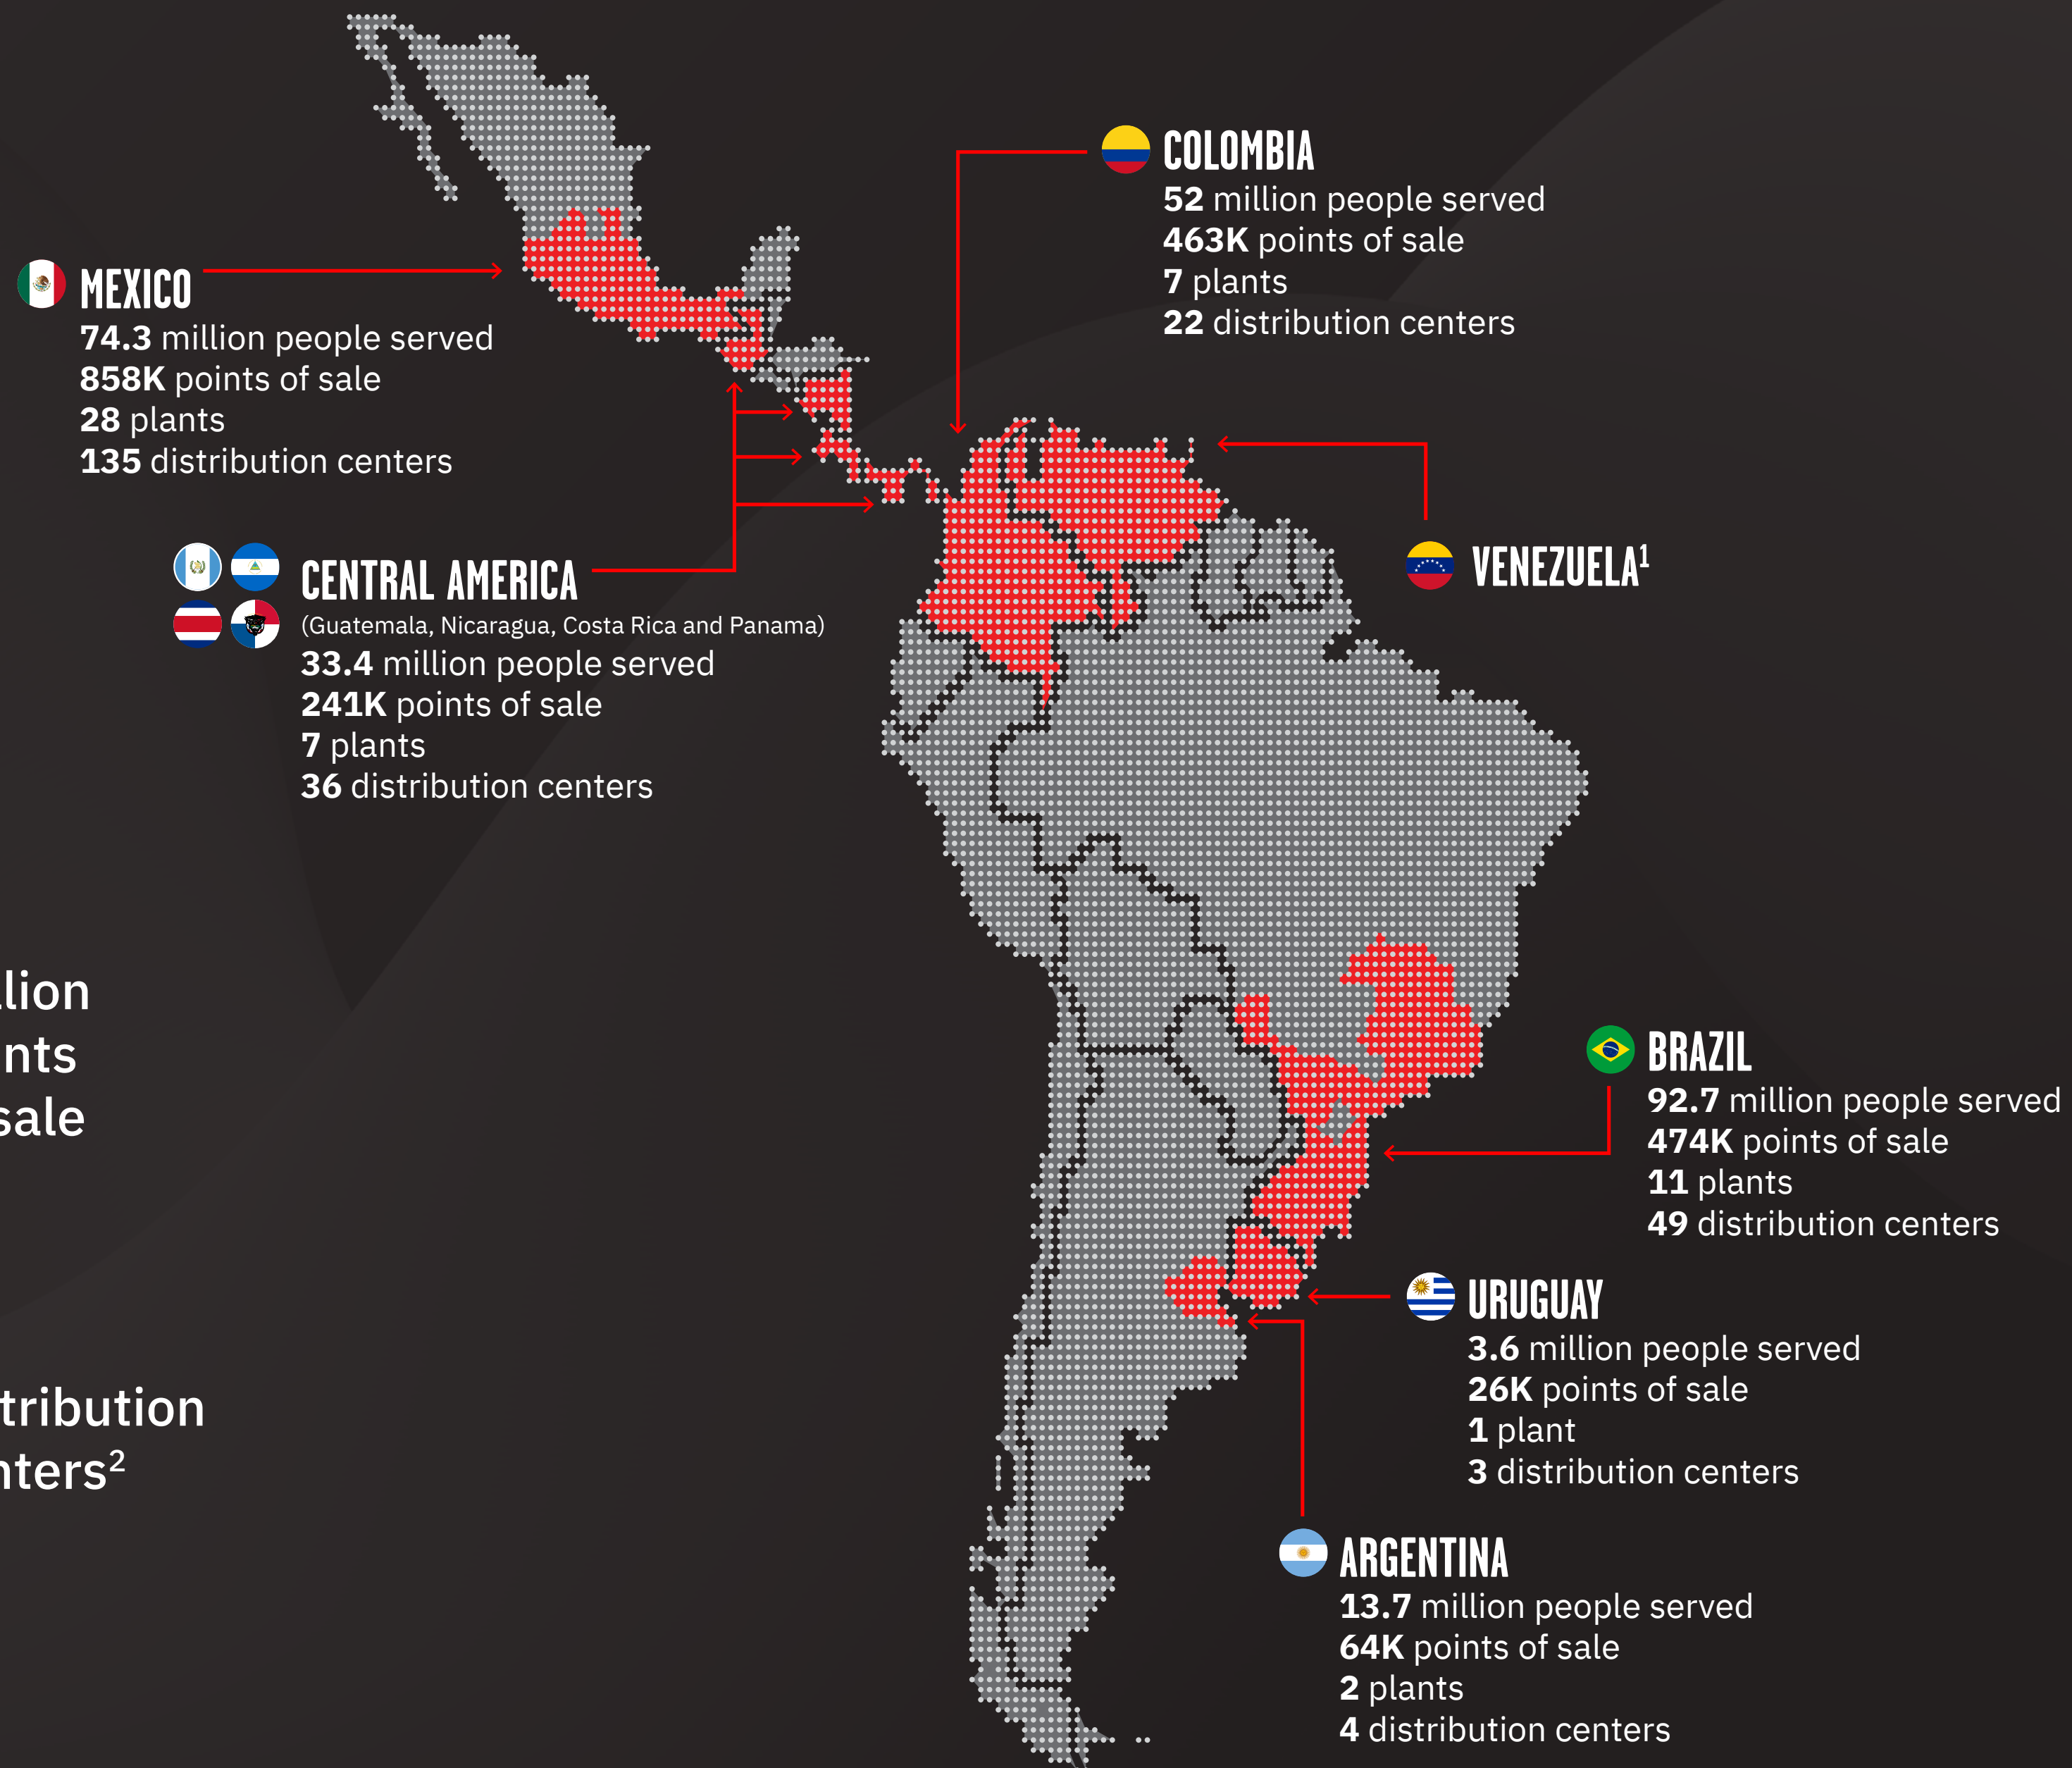 COLOMBIA
52 million people served
463K points of sale
7 plants
22 distribution centers
MEXICO
74.3 million people served
858K points of sale
28 plants
135 distribution centers
VENEZUELA¹
CENTRAL AMERICA
(Guatemala, Nicaragua, Costa Rica and Panama)
33.4 million people served
241K points of sale
7 plants
36 distribution centers
BRAZIL
92.7 million people served
474K points of sale
11 plants
49 distribution centers
URUGUAY
3.6 million people served
26K points of sale
1 plant
3 distribution centers
ARGENTINA
13.7 million people served
64K points of sale
2 plants
4 distribution centers
sale